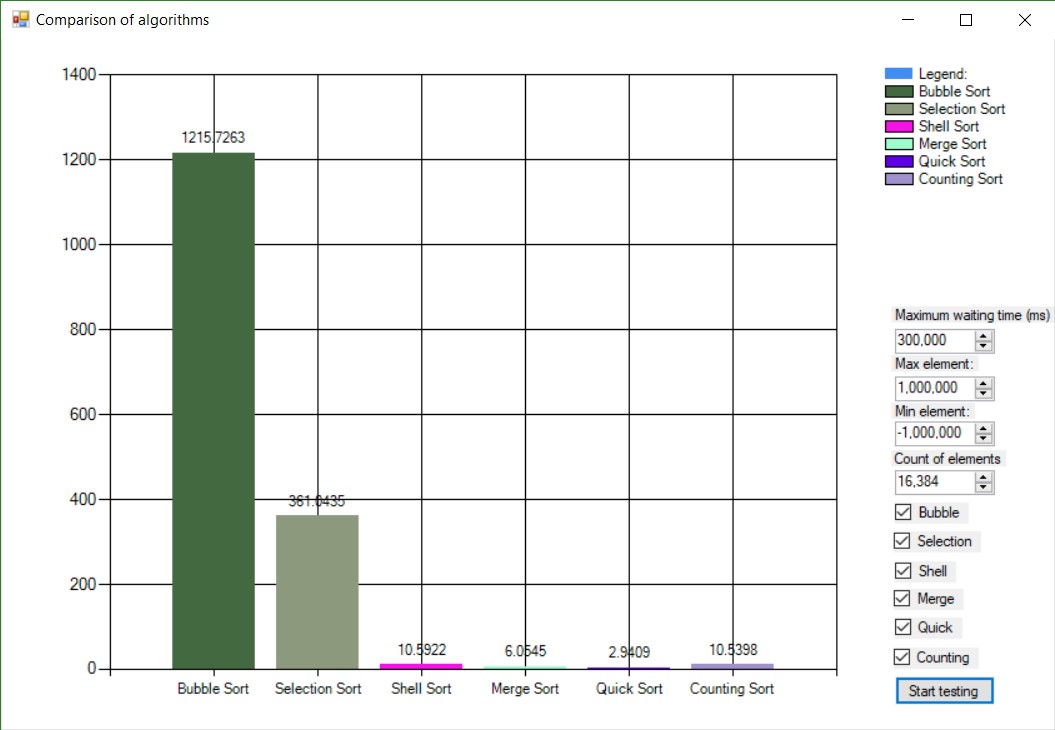 Comparison of algorithms
1400
1200
1000
800
600
400
200
0
1215.7263
361.0435
10.5922
6.0545
2.9409
10.5398
Bubble Sort
Selection Sort
Shell Sort
Merge Sort
Quick Sort
Counting Sort
Legend:
Bubble Sort
Selection Sort
Shell Sort
Merge Sort
Quick Sort
Counting Sort
Maximum waiting time (ms)
300,000
Max element:
1,000,000
Min element:
-1,000,000
Count of elements
16,384
Bubble
Selection
Shell
Merge
Quick
Counting
Start testing